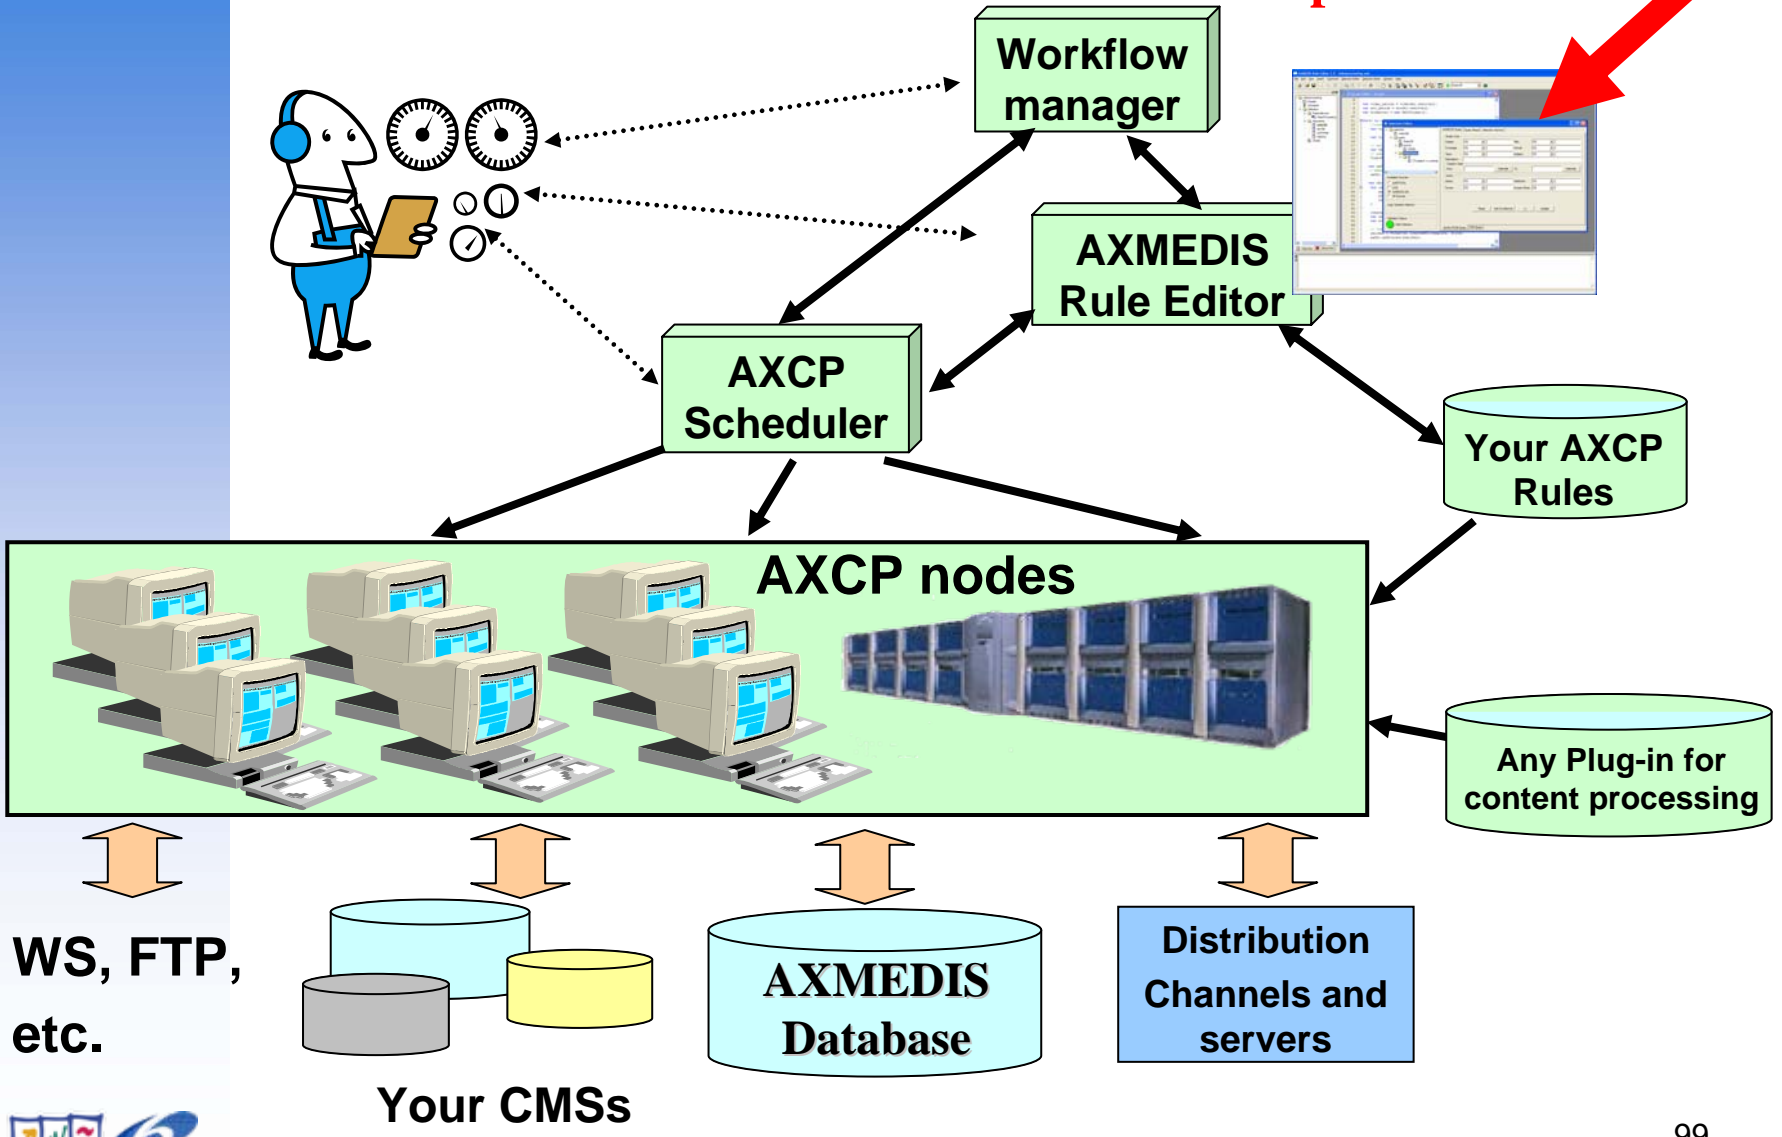 Workflow
manager
AXMEDIS
Rule Editor
AXCP
Scheduler
Your AXCP
Rules
AXCP nodes
Any Plug-in for
content processing
WS, FTP,
etc.
Your CMSs
AXMEDIS
Database
Distribution
Channels and
servers
99